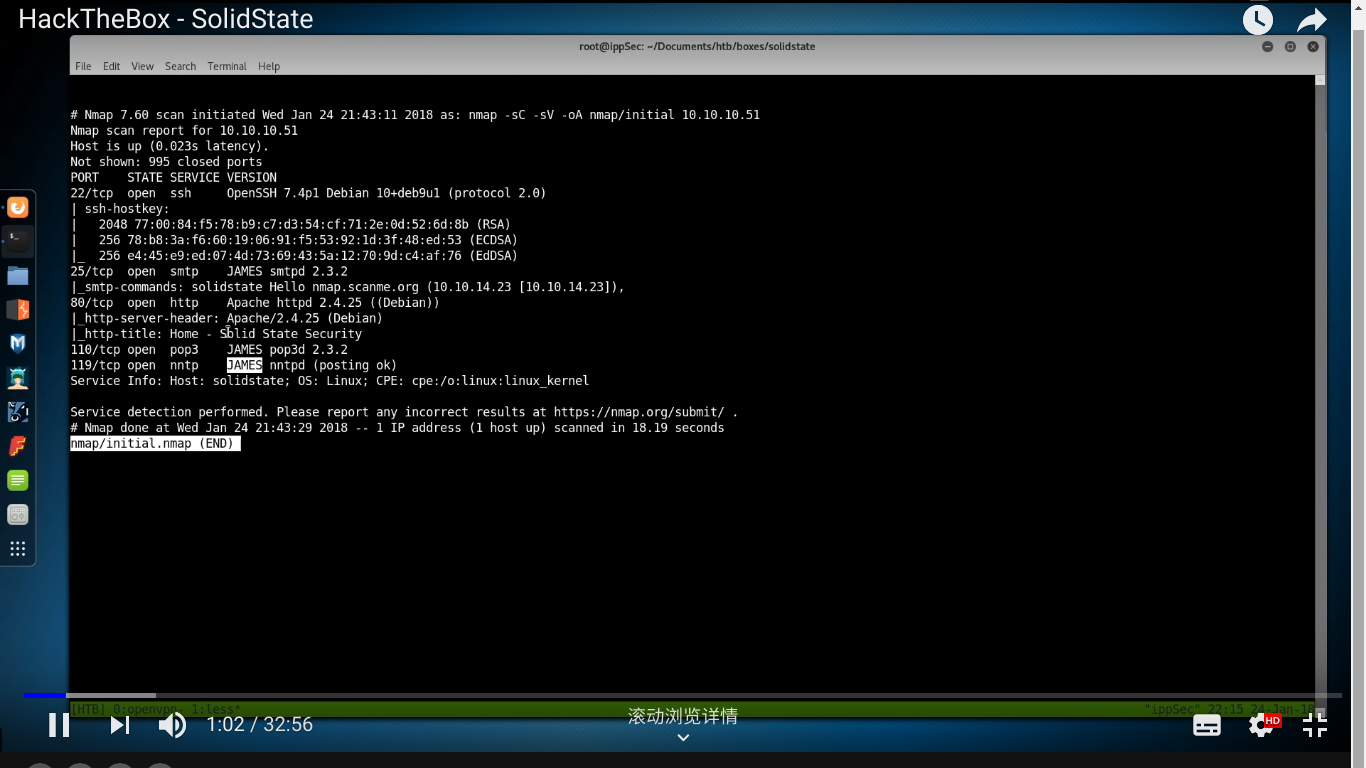 HackTheBox - SolidState
root@ippSec: ~/Documents/htb/boxes/solidstate
File Edit View Search Terminal Help
# Nmap 7.60 scan initiated Wed Jan 24 21:43:11 2018 as: nmap -sC -sV -oA nmap/initial 10.10.10.51
Nmap scan report for 10.10.10.51
Host is up (0.023s latency).
Not shown: 995 closed ports
PORT    STATE SERVICE VERSION
22/tcp  open  ssh     OpenSSH 7.4p1 Debian 10+deb9u1 (protocol 2.0)
| ssh-hostkey:
|   2048 77:00:84:f5:78:b9:c7:d3:54:cf:71:2e:0d:52:6d:8b (RSA)
|   256 78:b8:3a:f6:60:19:06:91:f5:53:92:1d:3f:48:ed:53 (ECDSA)
|_  256 e4:45:e9:ed:07:4d:73:69:43:5a:12:70:9d:c4:af:76 (EdDSA)
25/tcp  open  smtp    JAMES smtpd 2.3.2
|_smtp-commands: solidstate Hello nmap.scanme.org (10.10.14.23 [10.10.14.23]),
80/tcp  open  http    Apache httpd 2.4.25 ((Debian))
|_http-server-header: Apache/2.4.25 (Debian)
|_http-title: Home - Solid State Security
110/tcp open  pop3    JAMES pop3d 2.3.2
119/tcp open  nntp    JAMES nntpd (posting ok)
Service Info: Host: solidstate; OS: Linux; CPE: cpe:/o:linux:linux_kernel
Service detection performed. Please report any incorrect results at https://nmap.org/submit/ .
# Nmap done at Wed Jan 24 21:43:29 2018 -- 1 IP address (1 host up) scanned in 18.19 seconds
nmap/initial.nmap (END)
[HTB] 0:openvpn- 1:less* "ippSec" 22:15 24-Jan-18
1:02 / 32:56
滚动浏览详情
HD